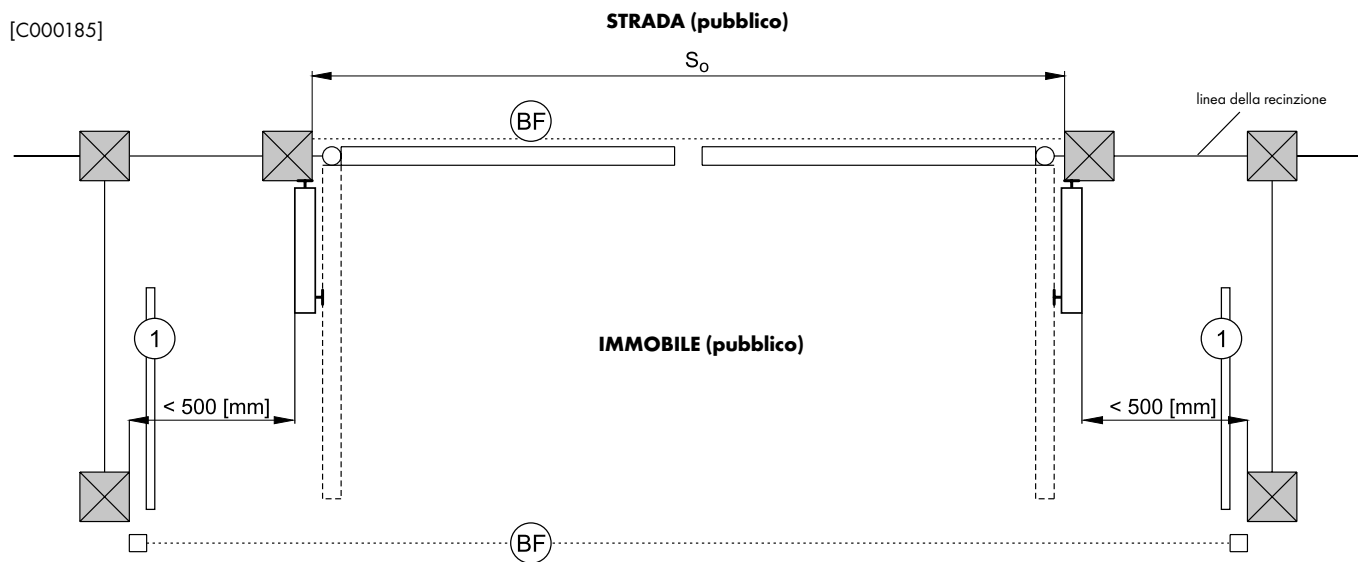 [C000185]
STRADA (pubblico)
So
linea della recinzione
BF
IMMOBILE (pubblico)
1
1
< 500 [mm]
< 500 [mm]
BF